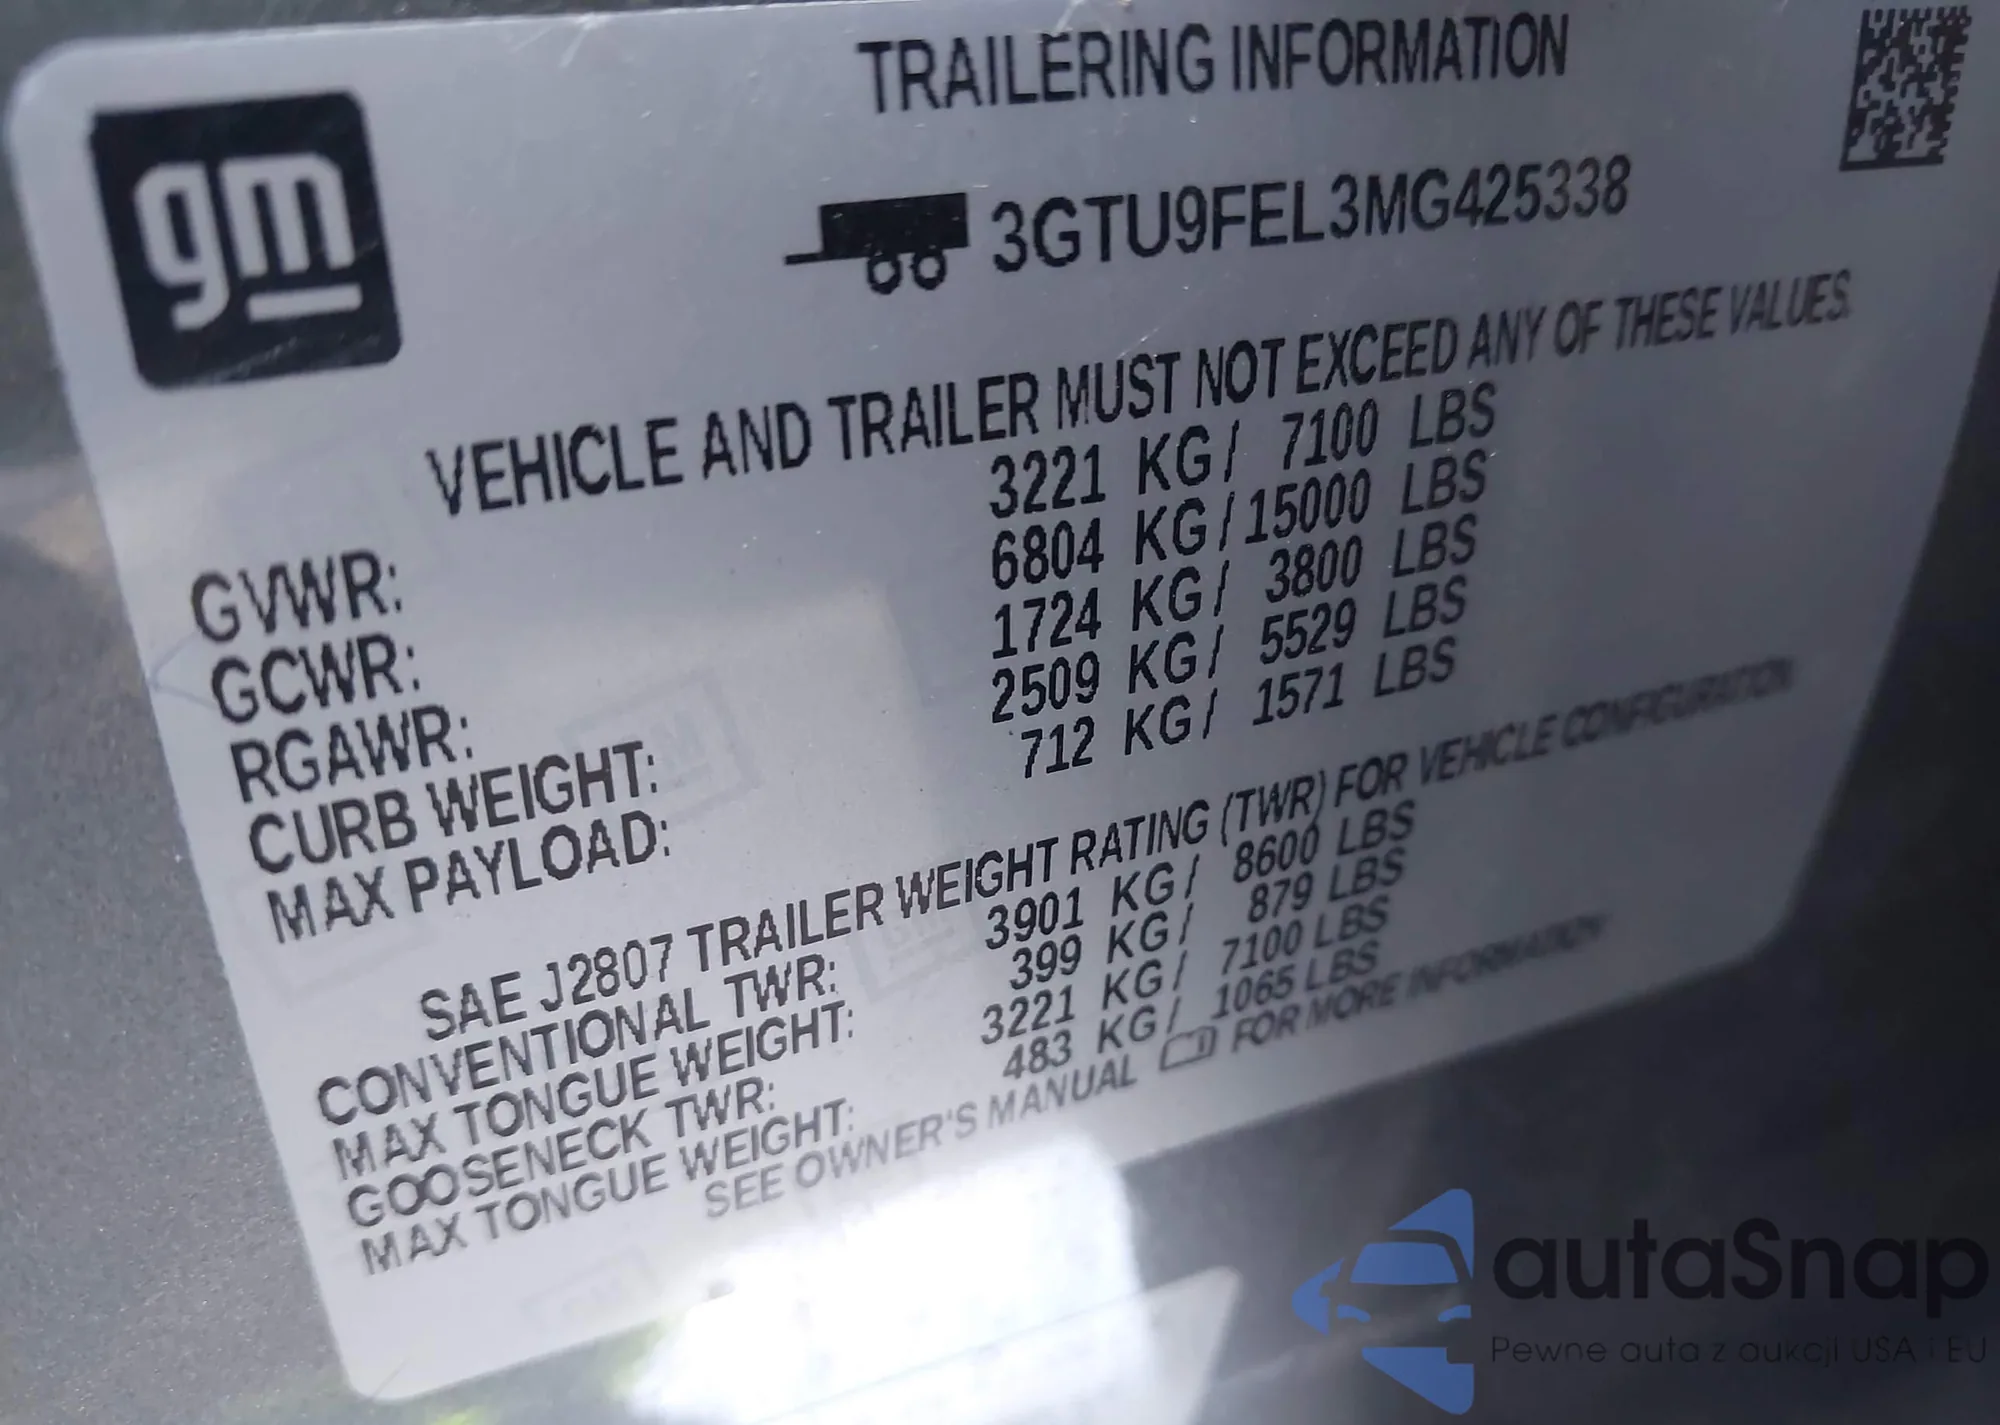 gm
TRAILERING INFORMATION
3GTU9FEL3MG425338
VEHICLE AND TRAILER MUST NOT EXCEED ANY OF THESE VALUES.
GVWR: 3221 KG/ 7100 LBS
GCWR: 6804 KG/15000 LBS
RGAWR: 1724 KG/ 3800 LBS
CURB WEIGHT: 2509 KG/ 5529 LBS
MAX PAYLOAD: 712 KG/ 1571 LBS
SAE J2807 TRAILER WEIGHT RATING (TWR) FOR VEHICLE CONFIGURATION
CONVENTIONAL TWR: 3901 KG/ 8600 LBS
MAX TONGUE WEIGHT: 399 KG/ 879 LBS
GOOSENECK TWR: 3221 KG/ 7100 LBS
MAX TONGUE WEIGHT: 483 KG/ 1065 LBS
SEE OWNER'S MANUAL FOR MORE INFORMATION
autaSnap
Pewne auta z aukcji USA i EU